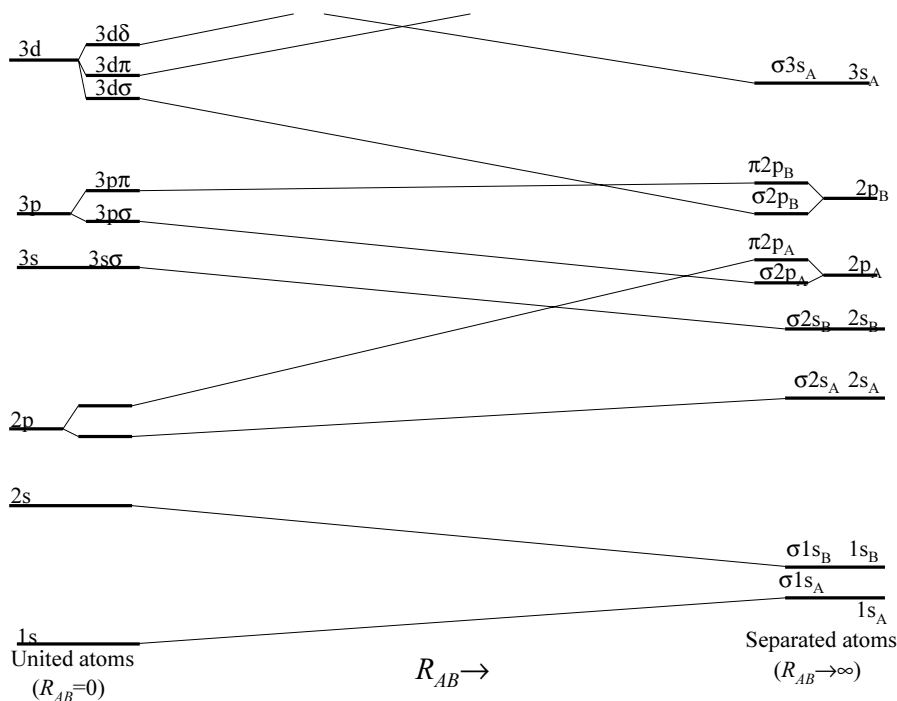 3d 3dδ
3dπ
3dσ
σ3s_A 3s_A
3p 3pπ
3pσ
π2p_B
σ2p_B 2p_B
3s 3sσ
π2p_A
σ2p_A 2p_A
σ2s_B 2s_B
σ2s_A 2s_A
2p
2s
σ1s_B 1s_B
σ1s_A
1s_A
1s
United atoms
(R_AB=0)
R_AB→
Separated atoms
(R_AB→∞)